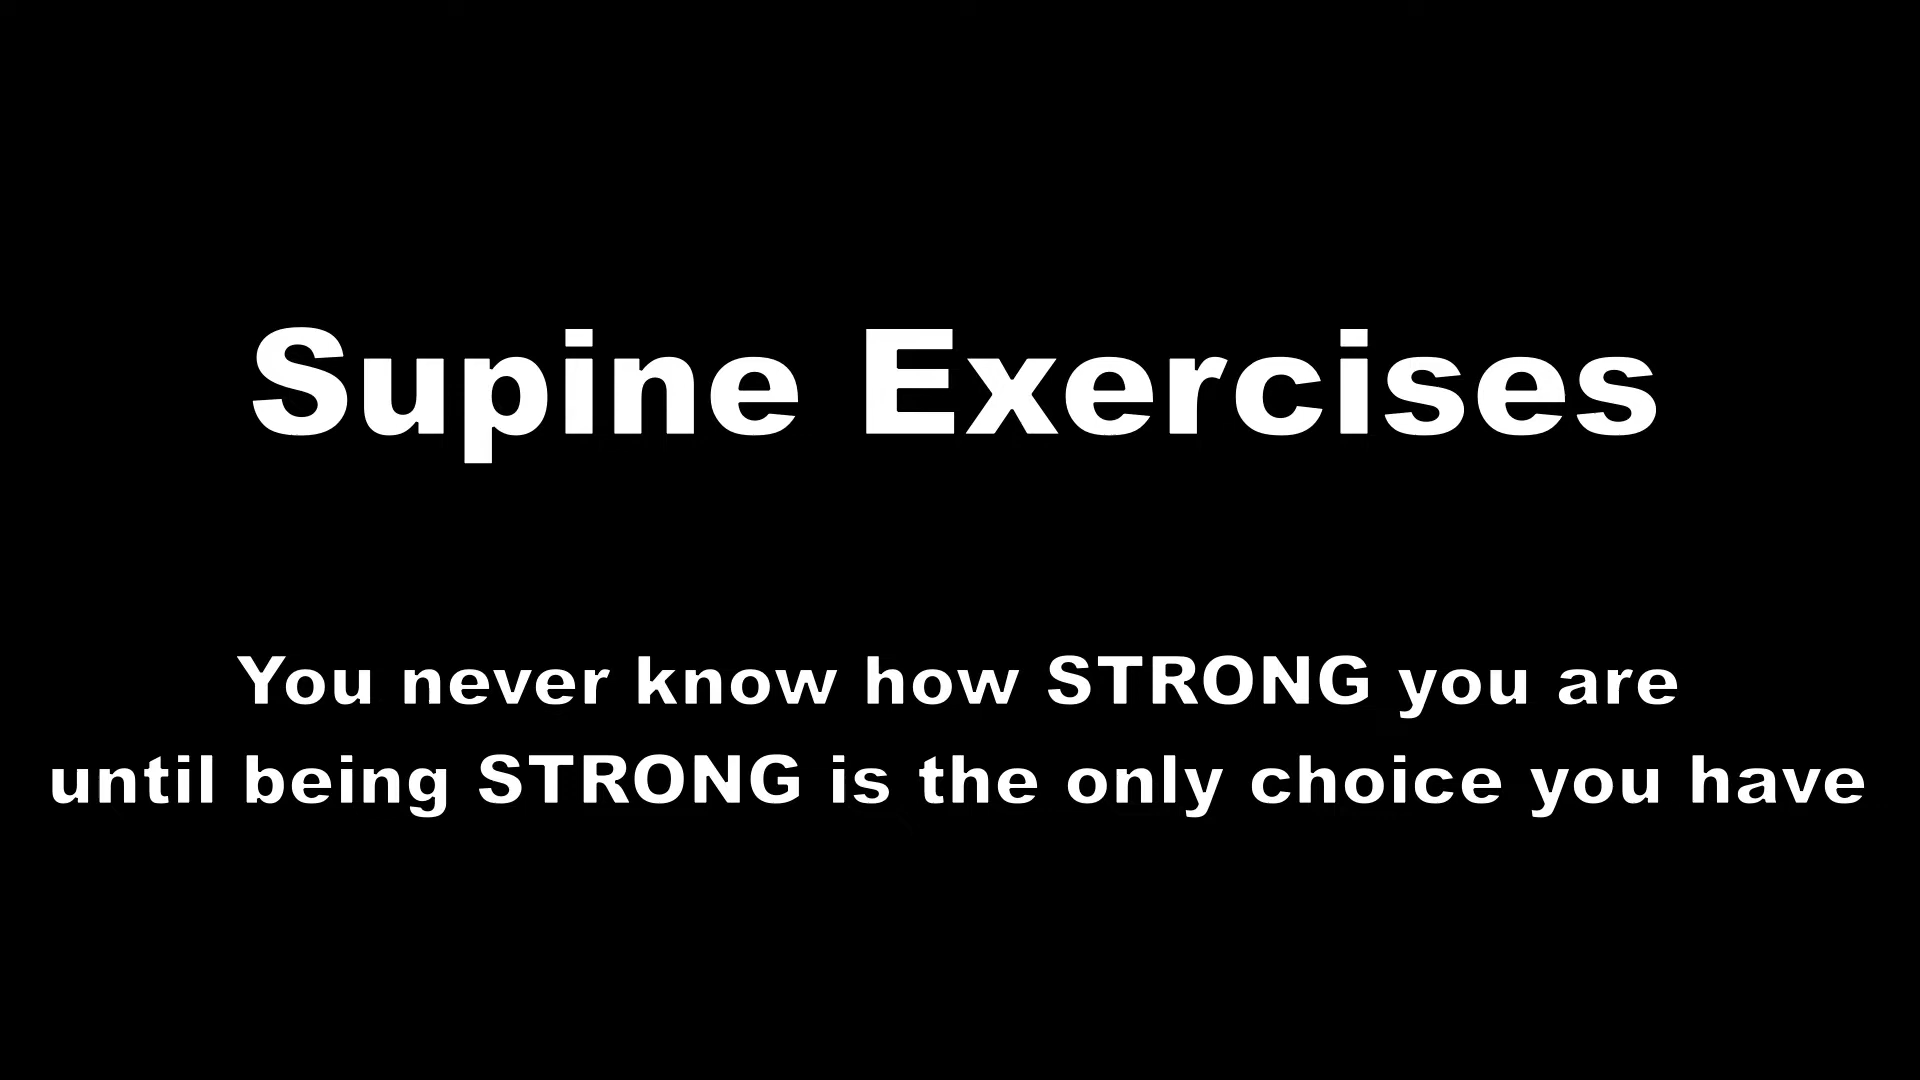 Supine Exercises
You never know how STRONG you are
until being STRONG is the only choice you have